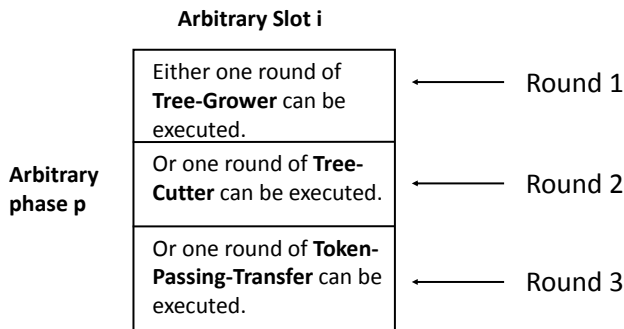 Arbitrary Slot i
Either one round of
Tree-Grower can be
executed.
Round 1
Arbitrary
phase p
Or one round of Tree-
Cutter can be executed.
Round 2
Or one round of Token-
Passing-Transfer can be
executed.
Round 3